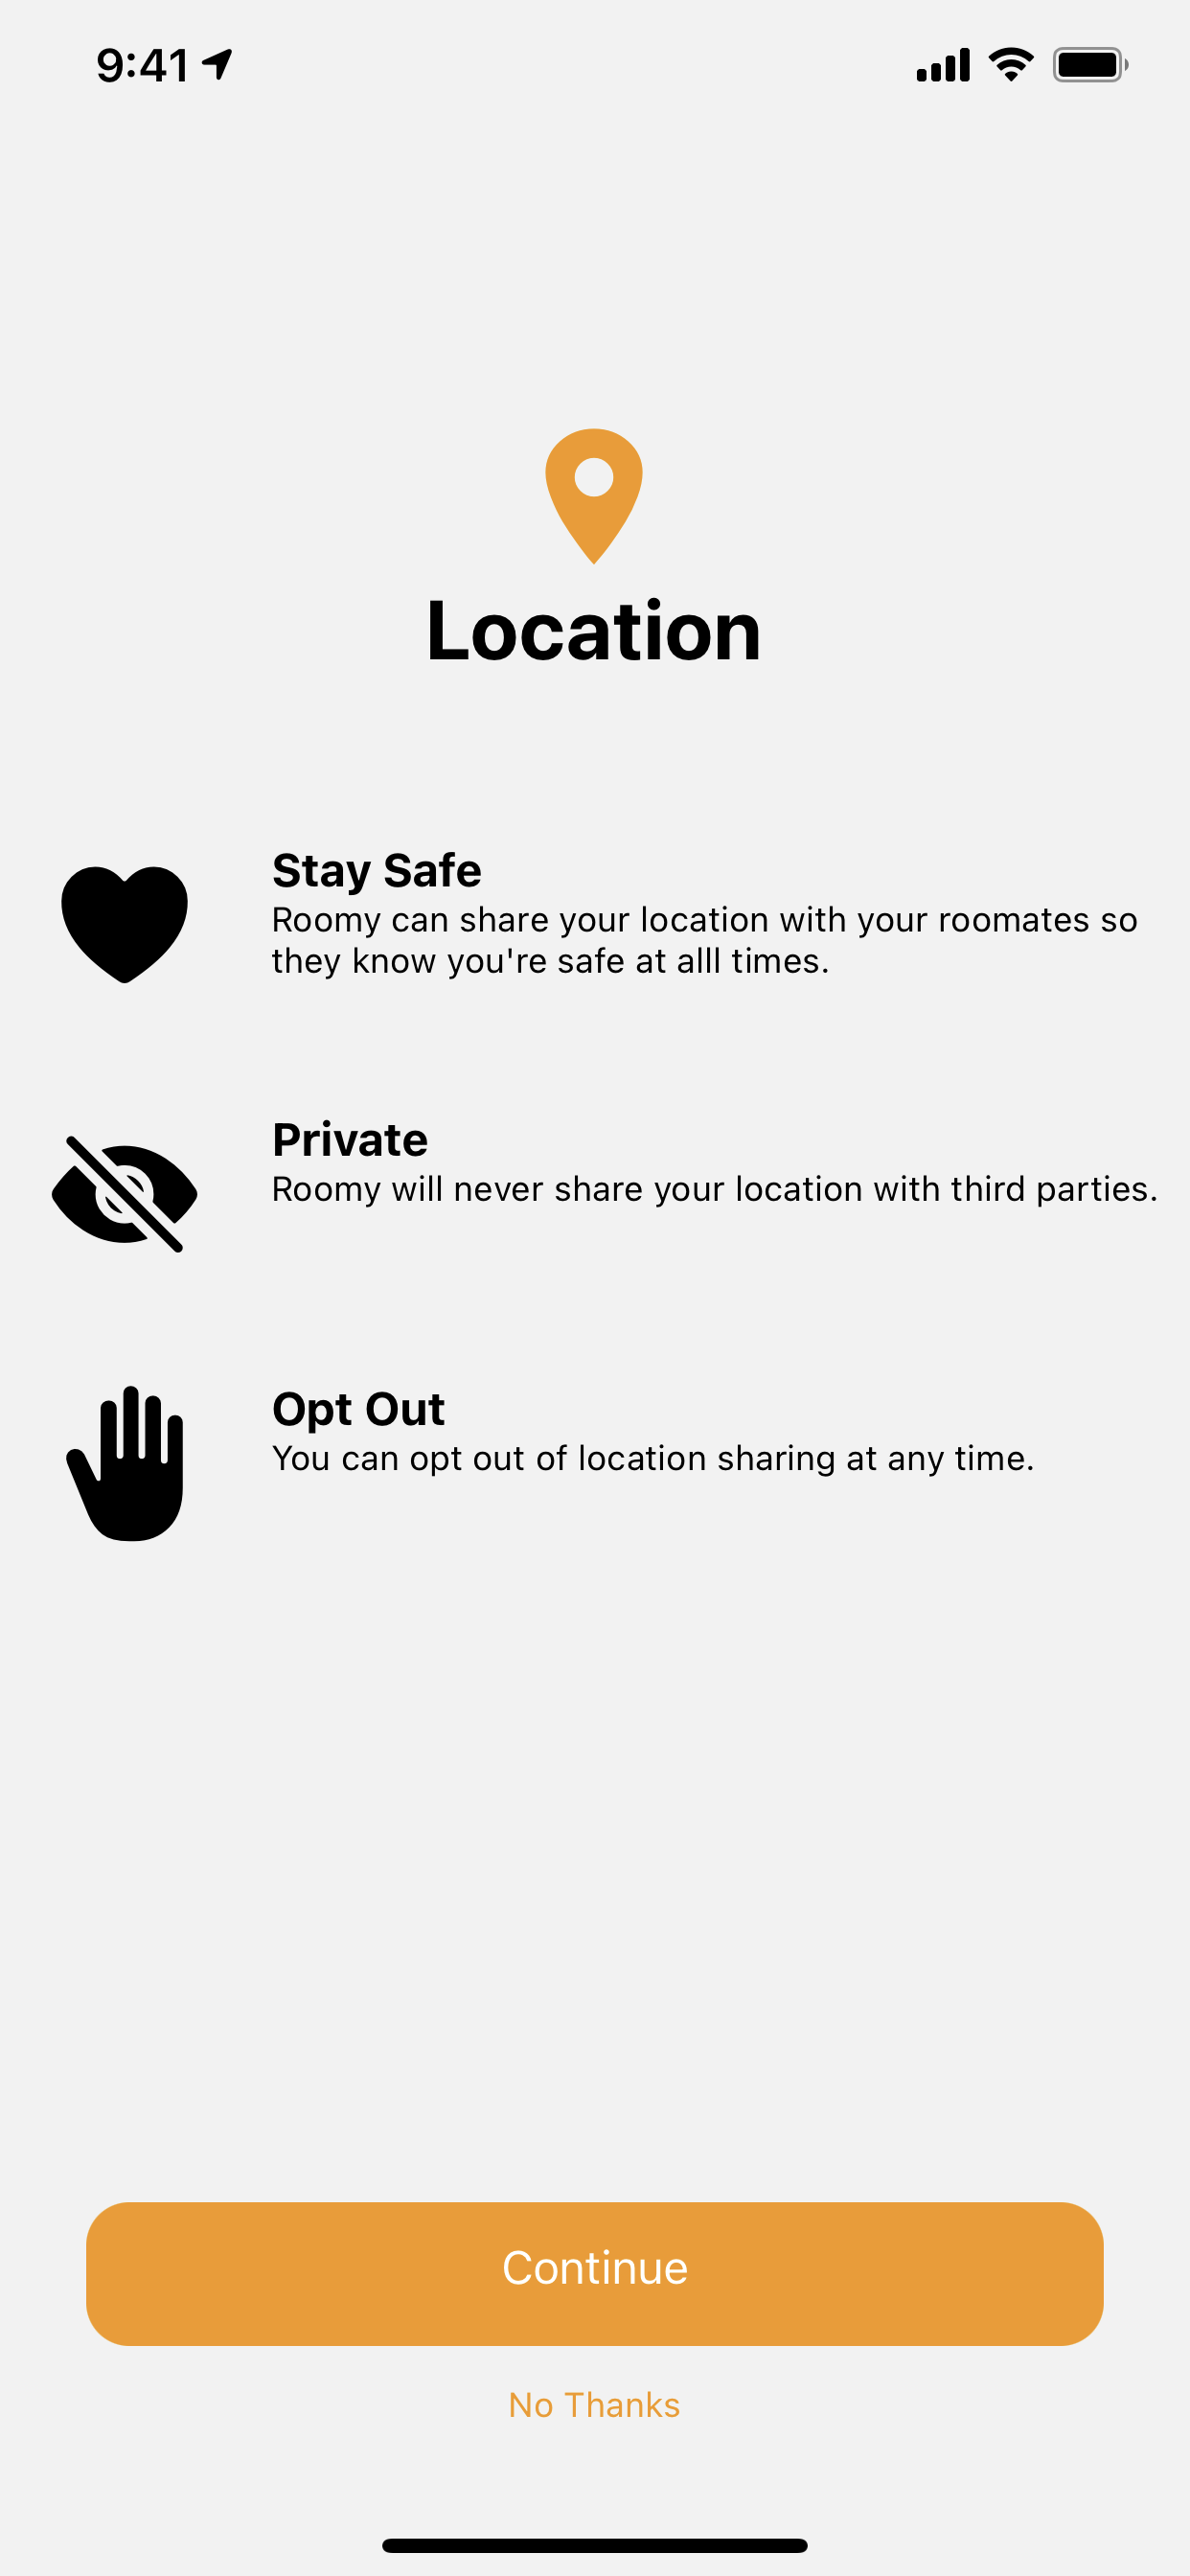 9:41
Location
Stay Safe
Roomy can share your location with your roomates so
they know you're safe at alll times.
Private
Roomy will never share your location with third parties.
Opt Out
You can opt out of location sharing at any time.
Continue
No Thanks